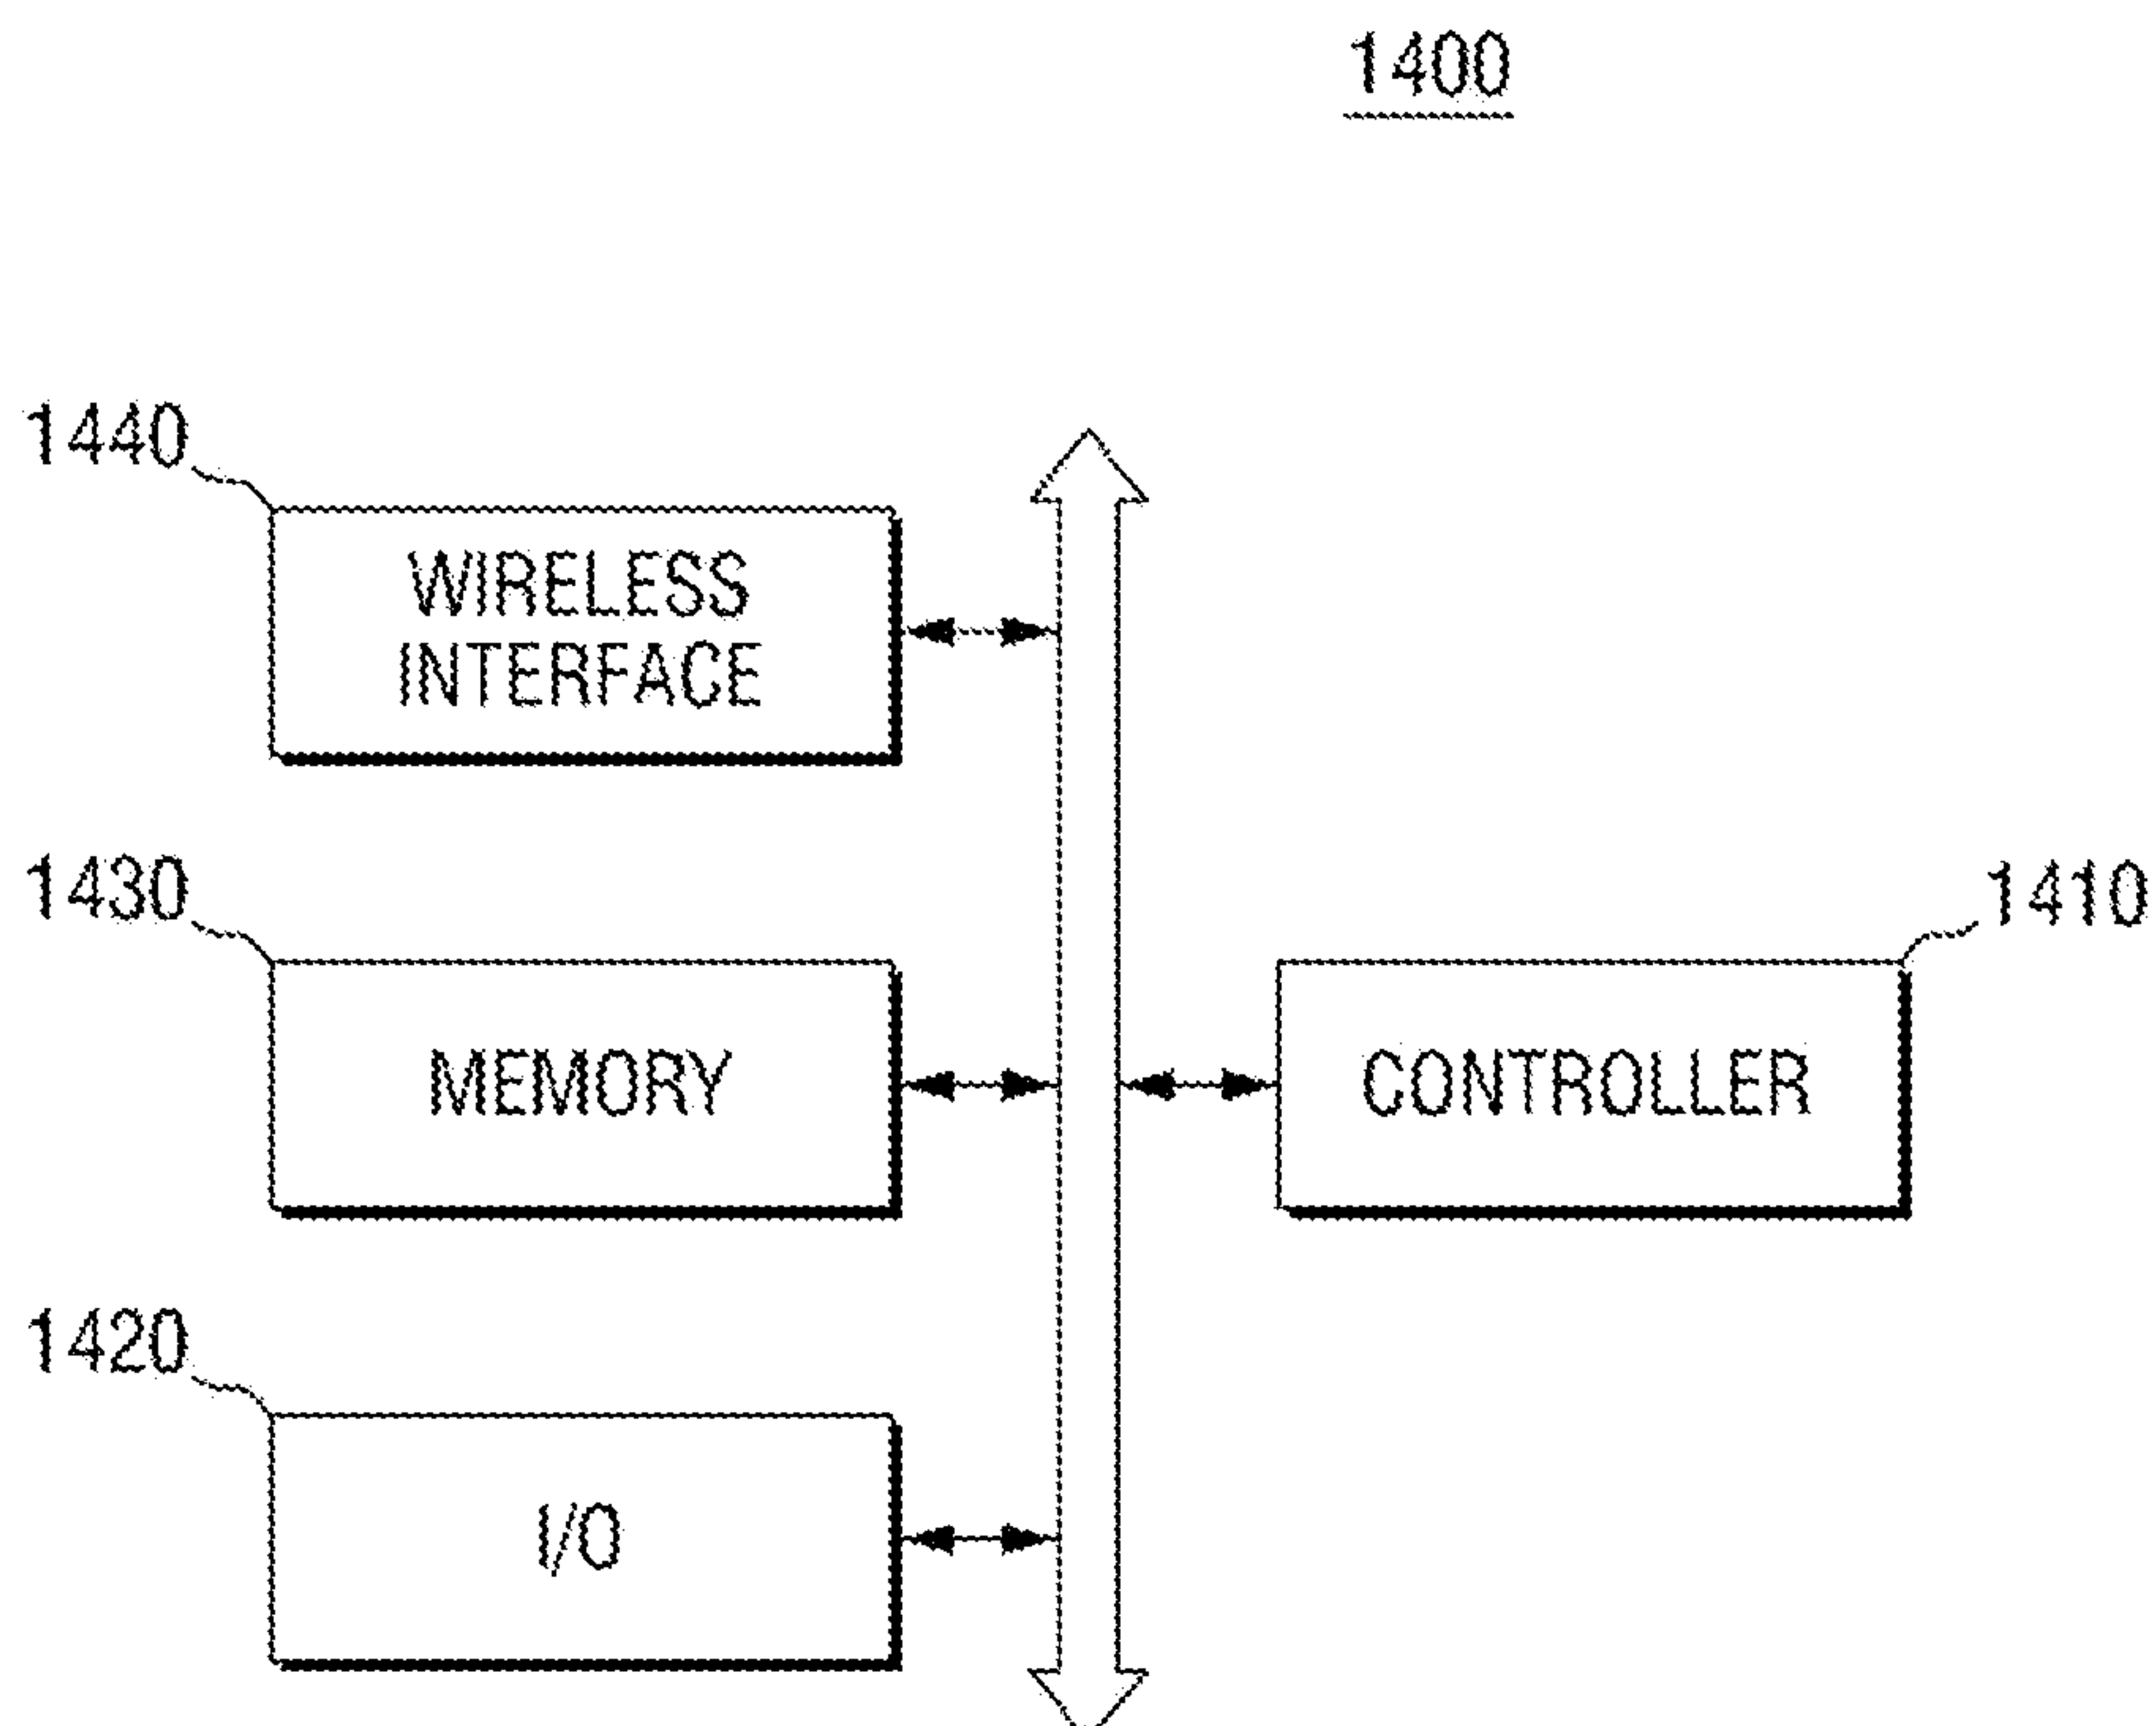 1400
1440
WIRELESS
INTERFACE
1430
MEMORY
1410
CONTROLLER
1420
I/O